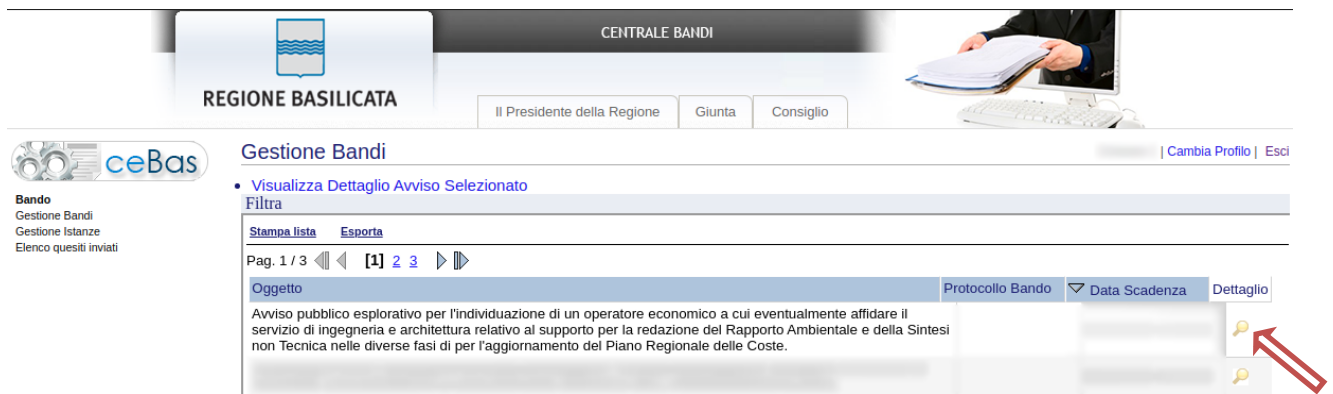 CENTRALE BANDI
REGIONE BASILICATA
Il Presidente della Regione Giunta Consiglio
ceBas
Gestione Bandi
| Cambia Profilo | Esci
Visualizza Dettaglio Avviso Selezionato
Bando
Gestione Bandi
Gestione Istanze
Elenco quesiti inviati
Filtra
Stampa lista Esporta
Pag. 1 / 3 [1] 2 3
Oggetto Protocollo Bando Data Scadenza Dettaglio
Avviso pubblico esplorativo per l'individuazione di un operatore economico a cui eventualmente affidare il
servizio di ingegneria e architettura relativo al supporto per la redazione del Rapporto Ambientale e della Sintesi
non Tecnica nelle diverse fasi di per l'aggiornamento del Piano Regionale delle Coste.